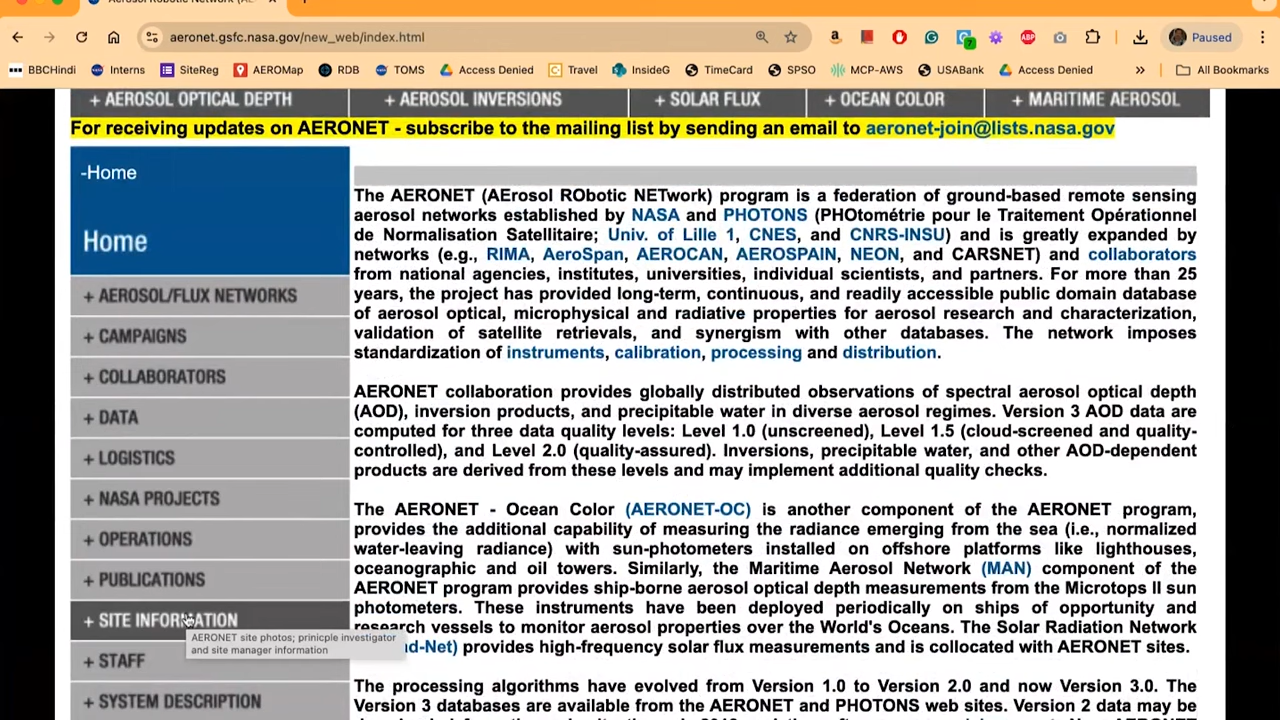 Aerosol Robotic Network (AE
aeronet.gsfc.nasa.gov/new_web/index.html
7
ABP
Paused
BBCHindi
Interns
SiteReg
AEROMap
RDB
TOMS
Access Denied
Travel
InsideG
TimeCard
SPSO
MCP-AWS
USABank
Access Denied
»
All Bookmarks
+ AEROSOL OPTICAL DEPTH
+ AEROSOL INVERSIONS
+ SOLAR FLUX
+ OCEAN COLOR
+ MARITIME AEROSOL
For receiving updates on AERONET - subscribe to the mailing list by sending an email to aeronet-join@lists.nasa.gov
-Home
Home
+ AEROSOL/FLUX NETWORKS
+ CAMPAIGNS
+ COLLABORATORS
+ DATA
+ LOGISTICS
+ NASA PROJECTS
+ OPERATIONS
+ PUBLICATIONS
+ SITE INFORMATION
AERONET site photos; prinicple investigator
and site manager information
+ STAFF
+ SYSTEM DESCRIPTION
The AERONET (AErosol RObotic NETwork) program is a federation of ground-based remote sensing
aerosol networks established by NASA and PHOTONS (PHOtométrie pour le Traitement Opérationnel
de Normalisation Satellitaire; Univ. of Lille 1, CNES, and CNRS-INSU) and is greatly expanded by
networks (e.g., RIMA, AeroSpan, AEROCAN, AEROSPAIN, NEON, and CARSNET) and collaborators
from national agencies, institutes, universities, individual scientists, and partners. For more than 25
years, the project has provided long-term, continuous, and readily accessible public domain database
of aerosol optical, microphysical and radiative properties for aerosol research and characterization,
validation of satellite retrievals, and synergism with other databases. The network imposes
standardization of instruments, calibration, processing and distribution.
AERONET collaboration provides globally distributed observations of spectral aerosol optical depth
(AOD), inversion products, and precipitable water in diverse aerosol regimes. Version 3 AOD data are
computed for three data quality levels: Level 1.0 (unscreened), Level 1.5 (cloud-screened and quality-
controlled), and Level 2.0 (quality-assured). Inversions, precipitable water, and other AOD-dependent
products are derived from these levels and may implement additional quality checks.
The AERONET - Ocean Color (AERONET-OC) is another component of the AERONET program,
provides the additional capability of measuring the radiance emerging from the sea (i.e., normalized
water-leaving radiance) with sun-photometers installed on offshore platforms like lighthouses,
oceanographic and oil towers. Similarly, the Maritime Aerosol Network (MAN) component of the
AERONET program provides ship-borne aerosol optical depth measurements from the Microtops II sun
photometers. These instruments have been deployed periodically on ships of opportunity and
research vessels to monitor aerosol properties over the World's Oceans. The Solar Radiation Network
d-Net) provides high-frequency solar flux measurements and is collocated with AERONET sites.
The processing algorithms have evolved from Version 1.0 to Version 2.0 and now Version 3.0. The
Version 3 databases are available from the AERONET and PHOTONS web sites. Version 2 data may be